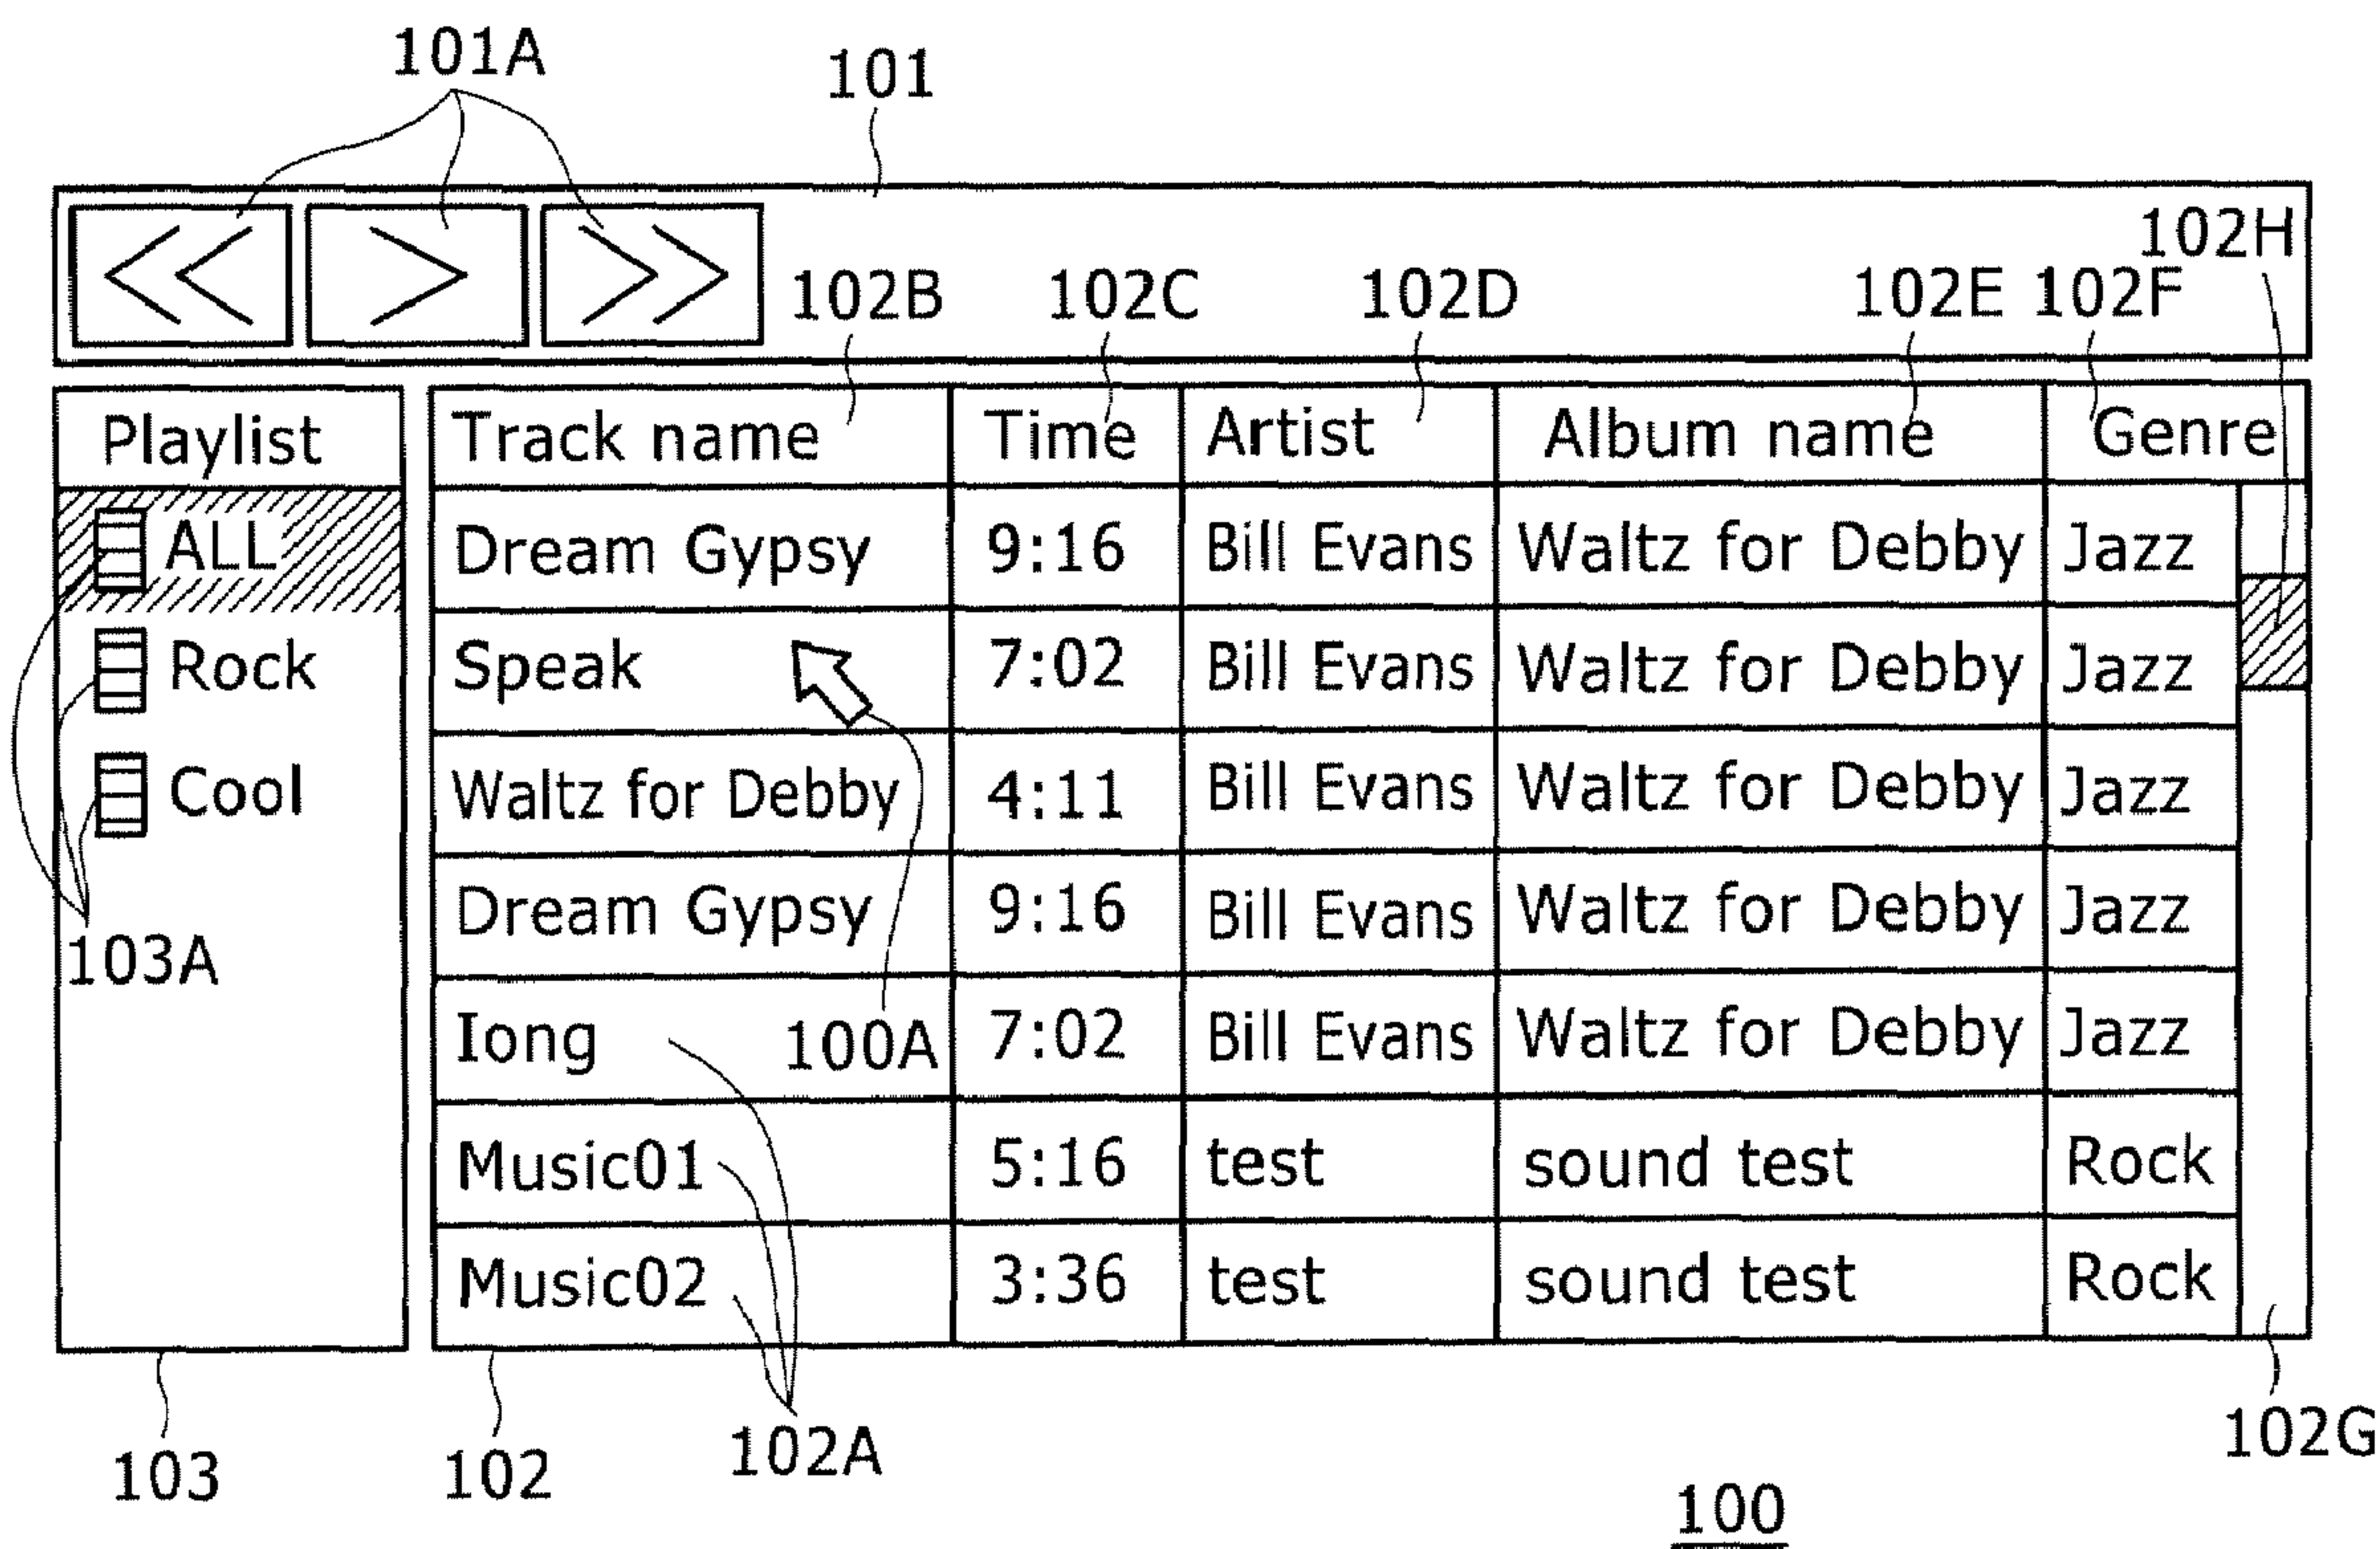 101A
101
102H
102B 102C 102D 102E 102F
Playlist Track name Time Artist Album name Genre
ALL Dream Gypsy 9:16 Bill Evans Waltz for Debby Jazz
Rock Speak 7:02 Bill Evans Waltz for Debby Jazz
Cool Waltz for Debby 4:11 Bill Evans Waltz for Debby Jazz
Dream Gypsy 9:16 Bill Evans Waltz for Debby Jazz
103A
Iong 100A 7:02 Bill Evans Waltz for Debby Jazz
Music01 5:16 test sound test Rock
Music02 3:36 test sound test Rock
103 102 102A 102G
100